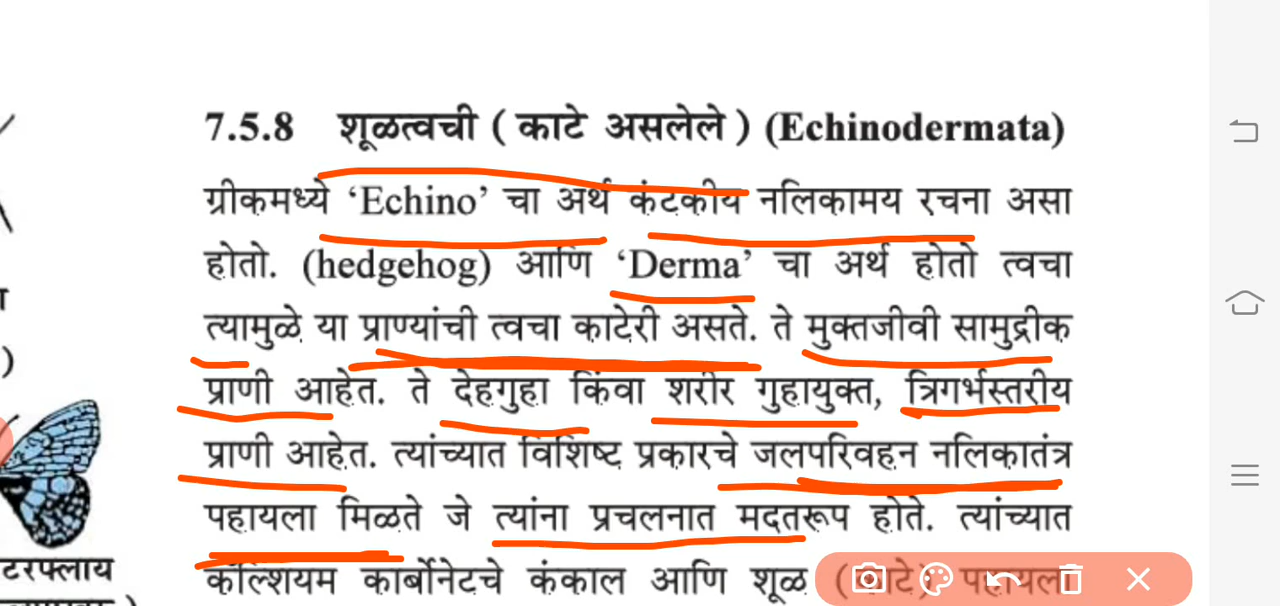 7.5.8 शूळत्वची ( काटे असलेले ) (Echinodermata)
ग्रीकमध्ये ‘Echino’ चा अर्थ कंटकीय नलिकामय रचना असा
होतो. (hedgehog) आणि ‘Derma’ चा अर्थ होतो त्वचा
त्यामुळे या प्राण्यांची त्वचा काटेरी असते. ते मुक्तजीवी सामुद्रीक
प्राणी आहेत. ते देहगुहा किंवा शरीर गुहायुक्त, त्रिगर्भस्तरीय
प्राणी आहेत. त्यांच्यात विशिष्ट प्रकारचे जलपरिवहन नलिकातंत्र
पहायला मिळते जे त्यांना प्रचलनात मदतरूप होते. त्यांच्यात
कॅल्शियम कार्बोनेटचे कंकाल आणि शूळ (काटे) पहायला
टरफ्लाय